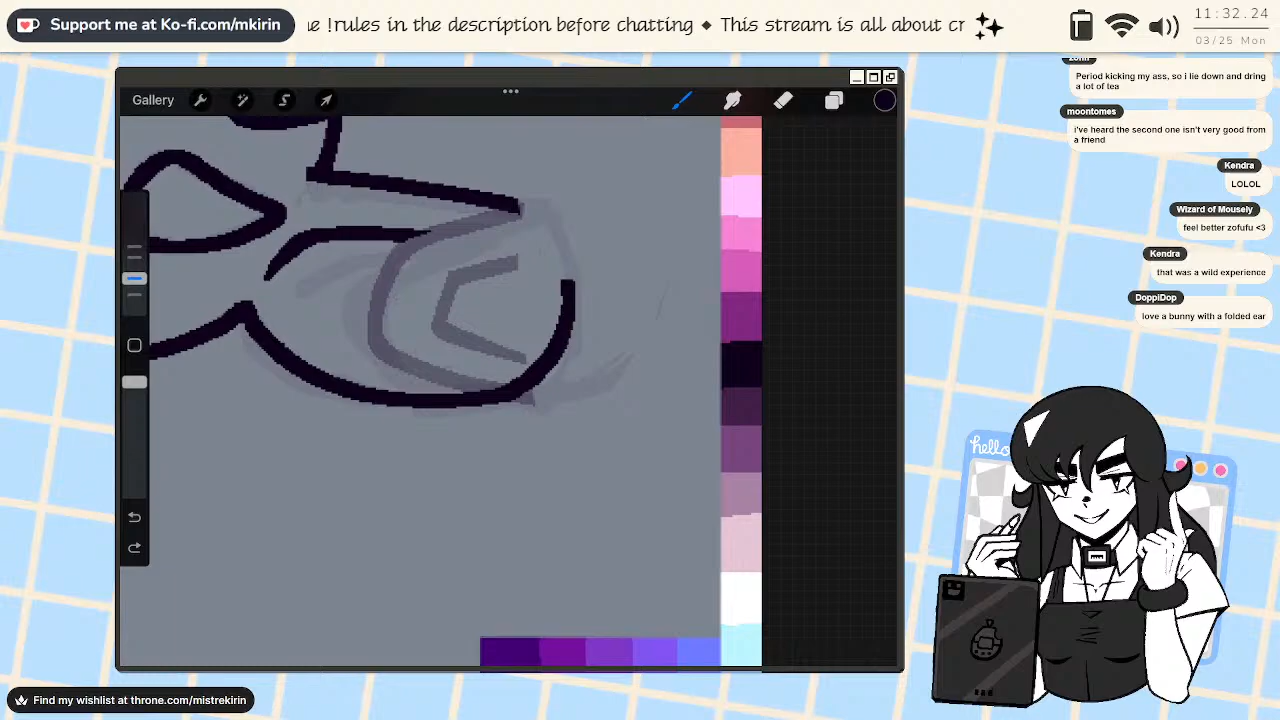 Support me at Ko-fi.com/mkirin
!rules in the description before chatting ◆ This stream is all about
11:32.24
03/25 Mon
Gallery
Period kicking my ass, so i lie down and dring
a lot of tea
moontomes
i've heard the second one isn't very good from
a friend
Kendra
LOLOL
Wizard of Mousely
feel better zofufu <3
Kendra
that was a wild experience
DoppiDop
love a bunny with a folded ear
hello
Find my wishlist at throne.com/mistrekirin